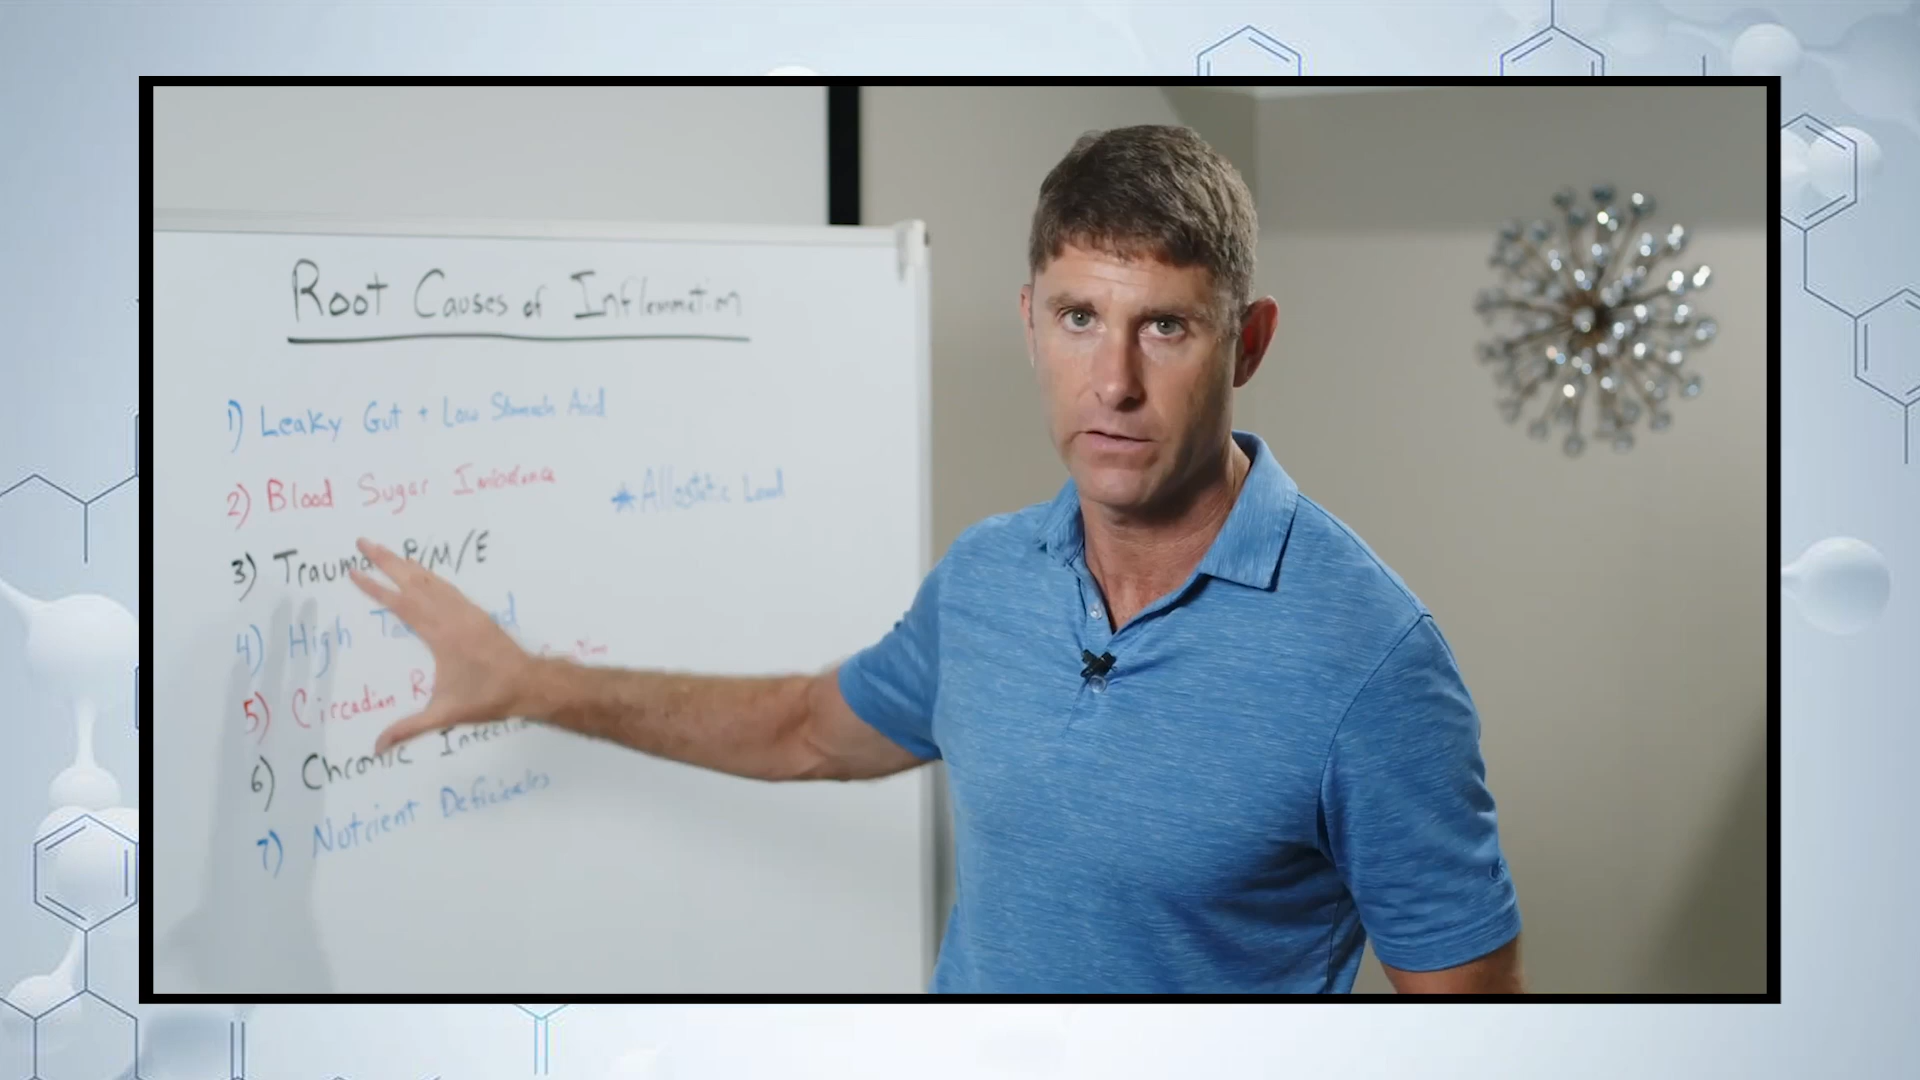 Root Causes of Inflammation
1) Leaky Gut + Low Stomach Acid
2) Blood Sugar Imbalance
★ Allostatic Load
3) Trauma P/M/E
4) High
5) Circadian
6) Chronic
7) Nutrient Deficiencies